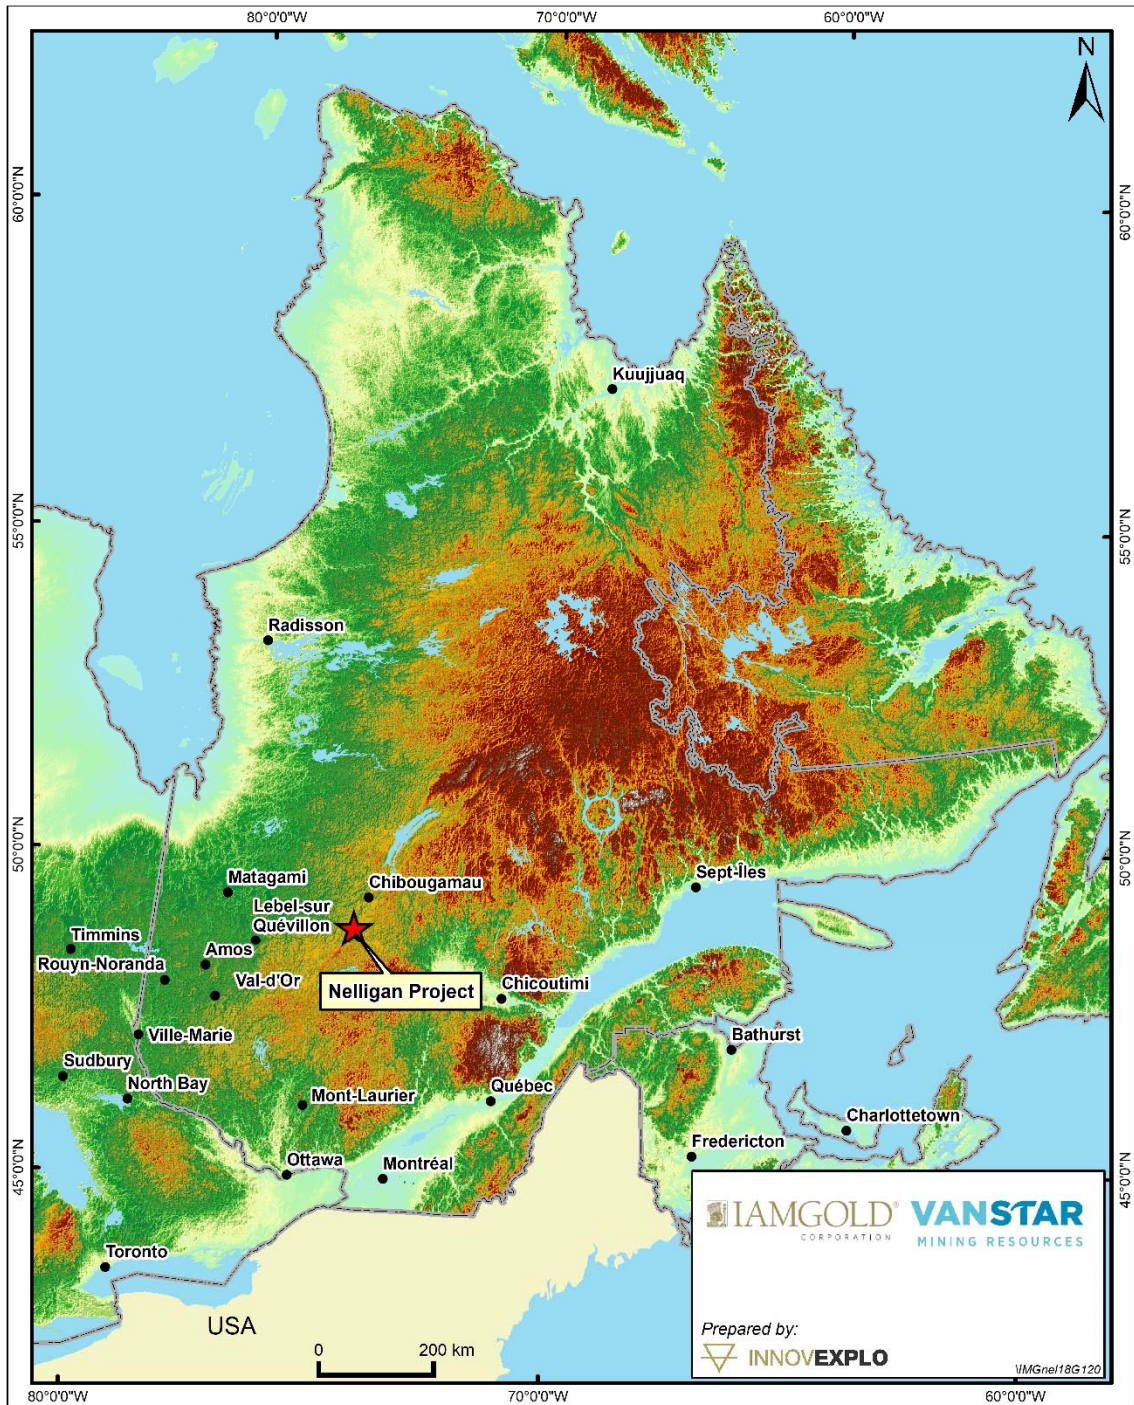 80°0'0"W
70°0'0"W
60°0'0"W
N
60°0'0"N
60°0'0"N
Kuujjuaq
55°0'0"N
55°0'0"N
Radisson
50°0'0"N
50°0'0"N
Matagami
Chibougamau
Sept-Îles
Lebel-sur
Quévillon
Timmins
Amos
Rouyn-Noranda
Val-d'Or
Nelligan Project
Chicoutimi
Ville-Marie
Bathurst
Sudbury
North Bay
Mont-Laurier
Québec
Charlottetown
Fredericton
Ottawa
Montréal
45°0'0"N
45°0'0"N
IAMGOLD®
CORPORATION
VANSTAR
MINING RESOURCES
Toronto
USA
0
200 km
Prepared by:
INNOVEXPLO
\IMGnel18G120
80°0'0"W
70°0'0"W
60°0'0"W